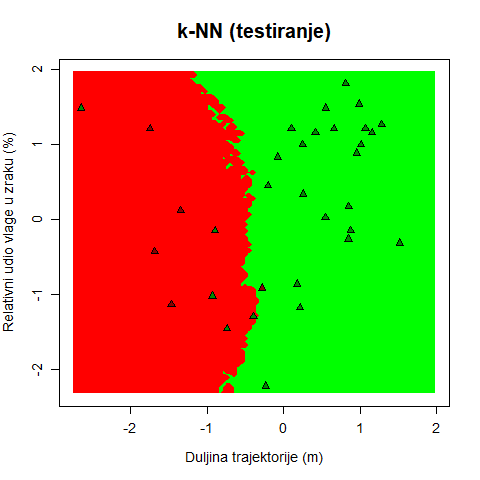 k-NN (testiranje)
Relativni udio vlage u zraku (%)
2
1
0
-1
-2
-2 -1 0 1 2
Duljina trajektorije (m)